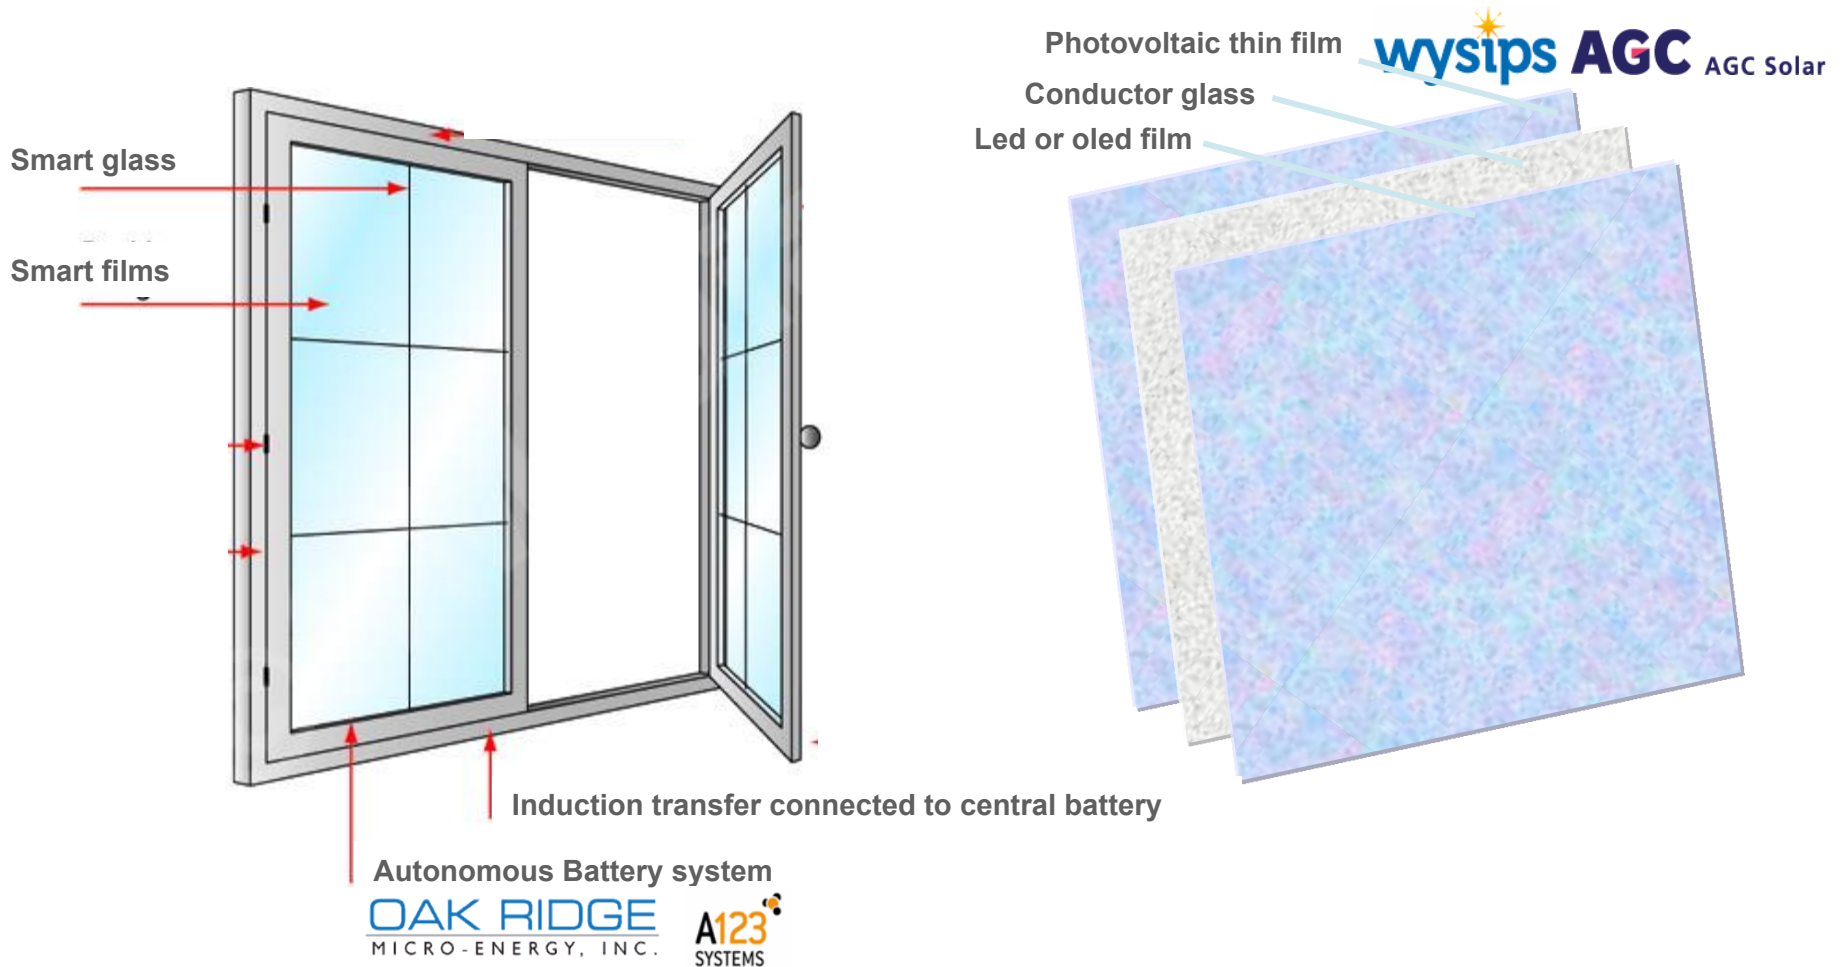 Photovoltaic thin film
wysips AGC AGC Solar
Conductor glass
Led or oled film
Smart glass
Smart films
Induction transfer connected to central battery
Autonomous Battery system
OAK RIDGE
MICRO-ENERGY, INC.
A123
SYSTEMS